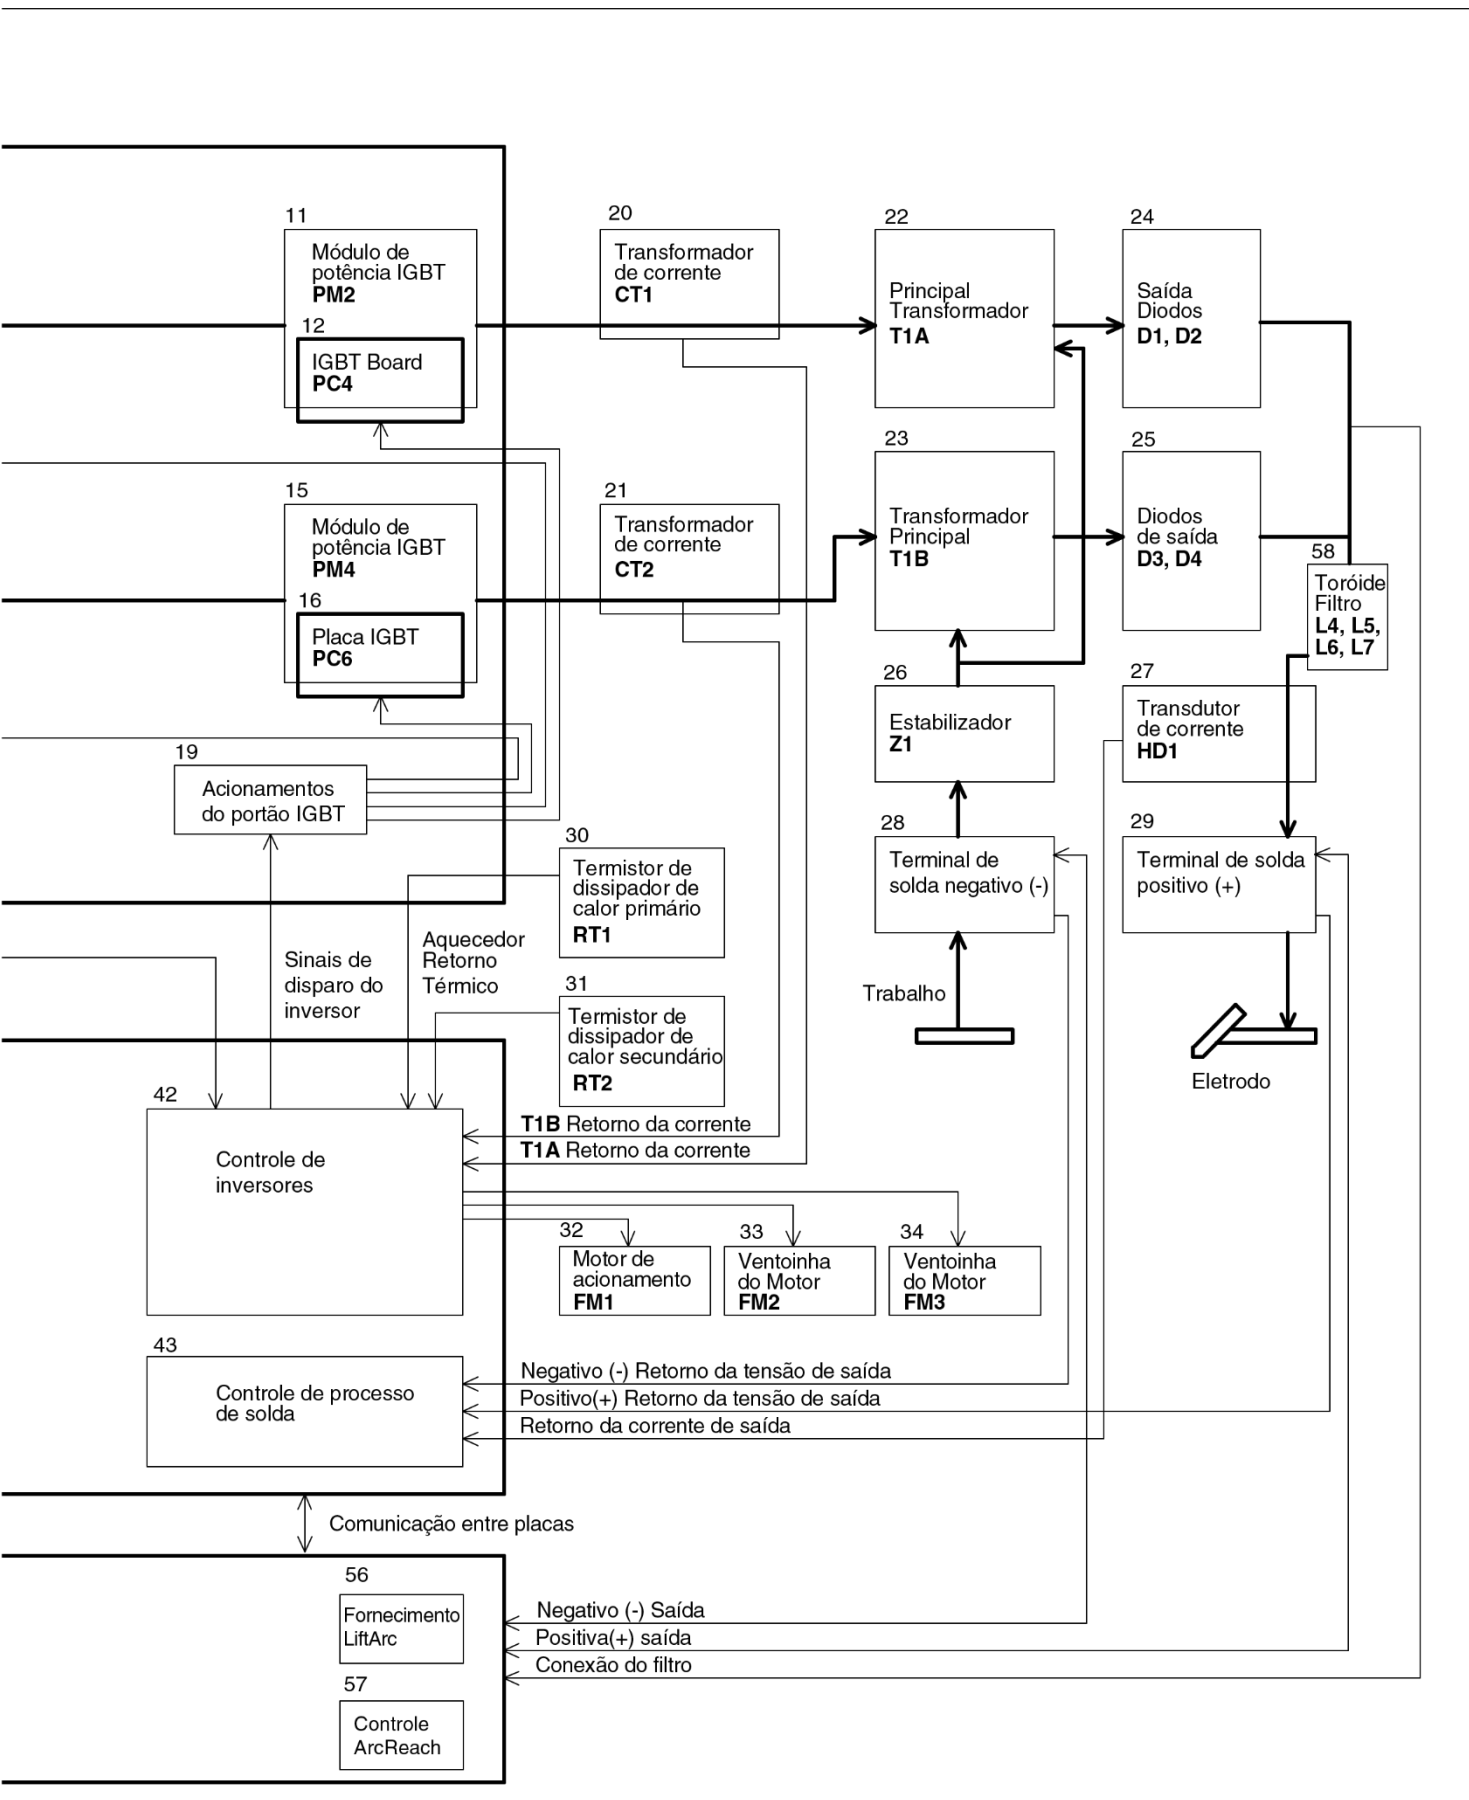 11
Módulo de
potência IGBT
PM2
12
IGBT Board
PC4
20
Transformador
de corrente
CT1
22
Principal
Transformador
T1A
24
Saída
Diodos
D1, D2
15
Módulo de
potência IGBT
PM4
16
Placa IGBT
PC6
21
Transformador
de corrente
CT2
23
Transformador
Principal
T1B
25
Diodos
de saída
D3, D4
58
Toróide
Filtro
L4, L5,
L6, L7
26
Estabilizador
Z1
27
Transdutor
de corrente
HD1
19
Acionamentos
do portão IGBT
28
Terminal de
solda negativo (-)
29
Terminal de solda
positivo (+)
30
Termistor de
dissipador de
calor primário
RT1
Sinais de
disparo do
inversor
Aquecedor
Retorno
Térmico
31
Termistor de
dissipador de
calor secundário
RT2
Trabalho
Eletrodo
42
Controle de
inversores
T1B Retorno da corrente
T1A Retorno da corrente
32
Motor de
acionamento
FM1
33
Ventoinha
do Motor
FM2
34
Ventoinha
do Motor
FM3
43
Controle de processo
de solda
Negativo (-) Retorno da tensão de saída
Positivo(+) Retorno da tensão de saída
Retorno da corrente de saída
Comunicação entre placas
56
Fornecimento
LiftArc
57
Controle
ArcReach
Negativo (-) Saída
Positiva(+) saída
Conexão do filtro